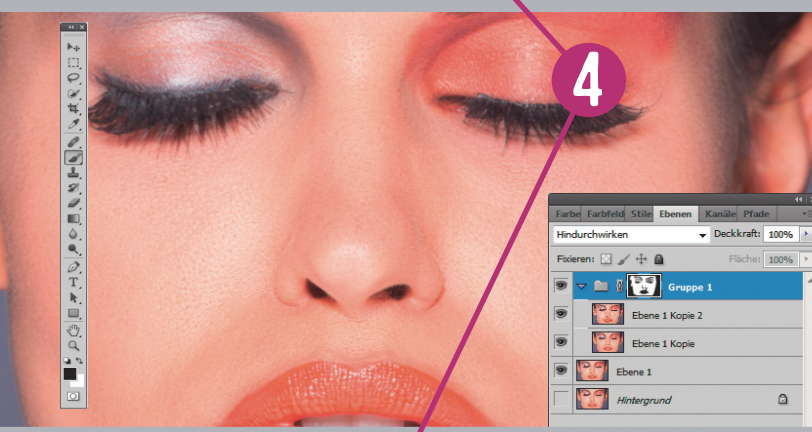 4
Farbe Farbfeld Stile Ebenen Kanäle Pfade
Hindurchwirken Deckkraft: 100%
Fixieren: Fläche: 100%
Gruppe 1
Ebene 1 Kopie 2
Ebene 1 Kopie
Ebene 1
Hintergrund